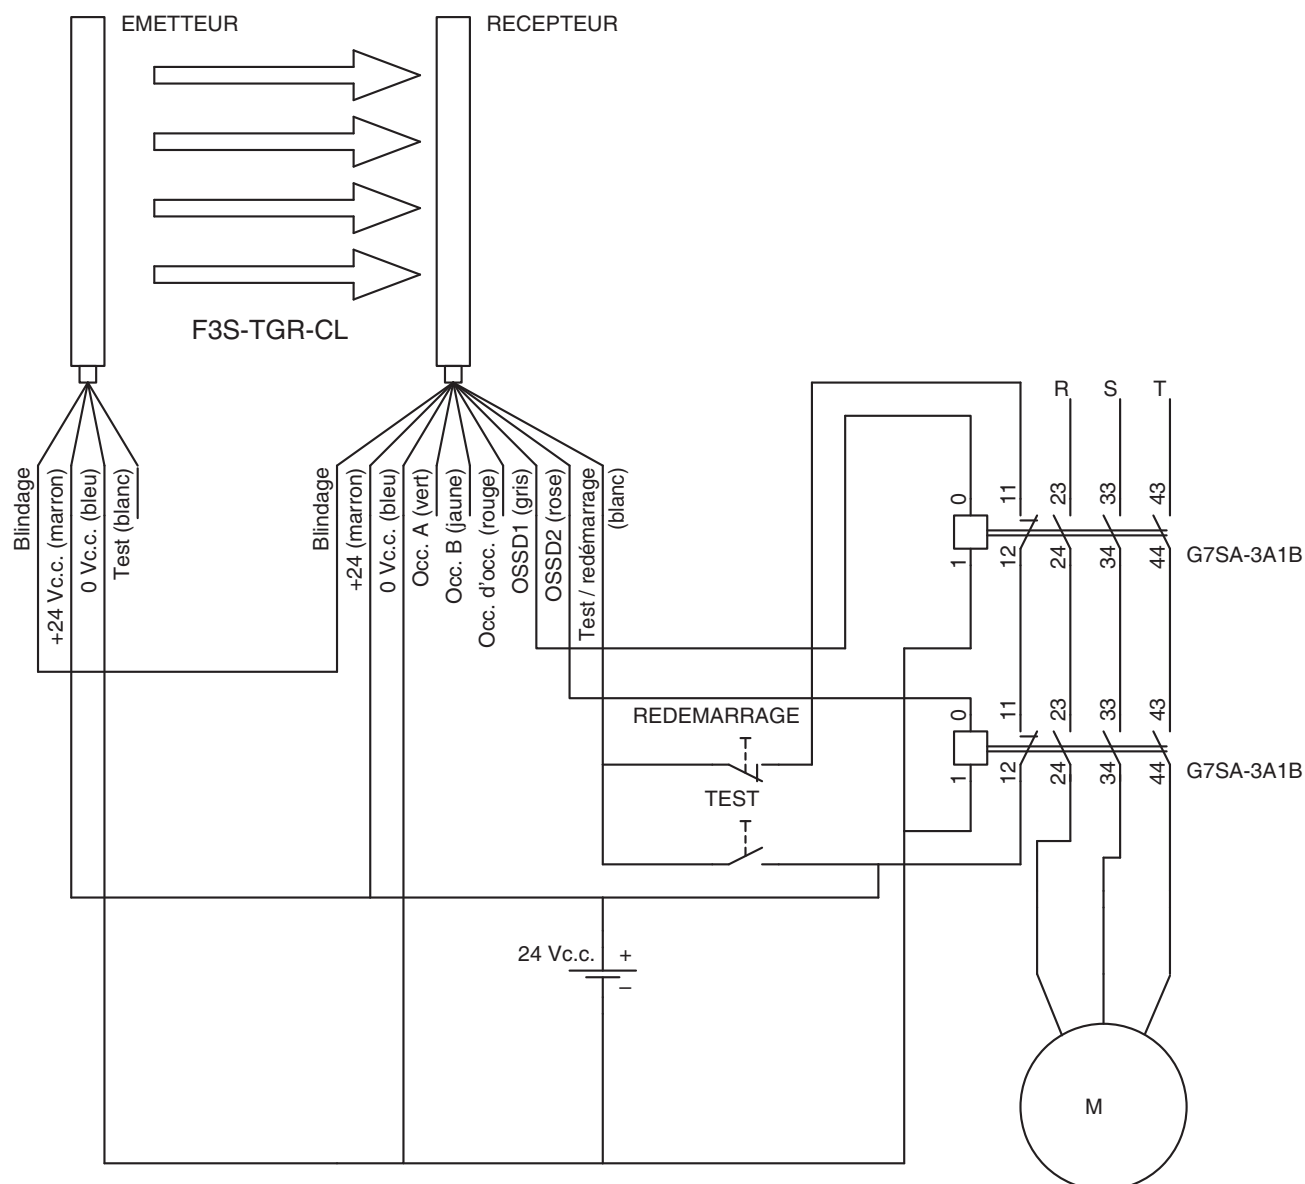 EMETTEUR
RECEPTEUR
F3S-TGR-CL
R
S
T
Blindage
+24 Vc.c. (marron)
0 Vc.c. (bleu)
Test (blanc)
Blindage
+24 (marron)
0 Vc.c. (bleu)
Occ. A (vert)
Occ. B (jaune)
Occ. d'occ. (rouge)
OSSD1 (gris)
OSSD2 (rose)
Test / redémarrage
(blanc)
0
11
23
33
43
1
12
24
34
44
G7SA-3A1B
REDEMARRAGE
0
11
23
33
43
1
12
24
34
44
G7SA-3A1B
TEST
24 Vc.c.
+
–
M